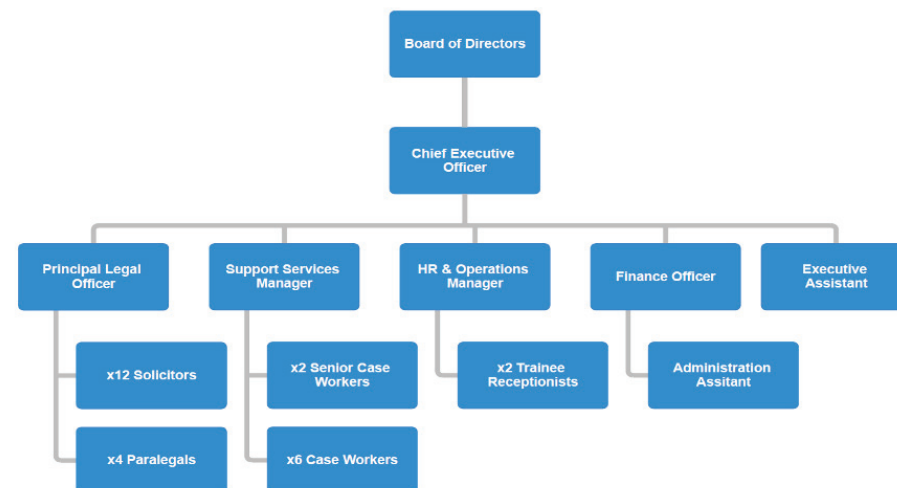 Board of Directors
Chief Executive
Officer
Principal Legal
Officer
Support Services
Manager
HR & Operations
Manager
Finance Officer
Executive
Assistant
x12 Solicitors
x2 Senior Case
Workers
x2 Trainee
Receptionists
Administration
Assitant
x4 Paralegals
x6 Case Workers